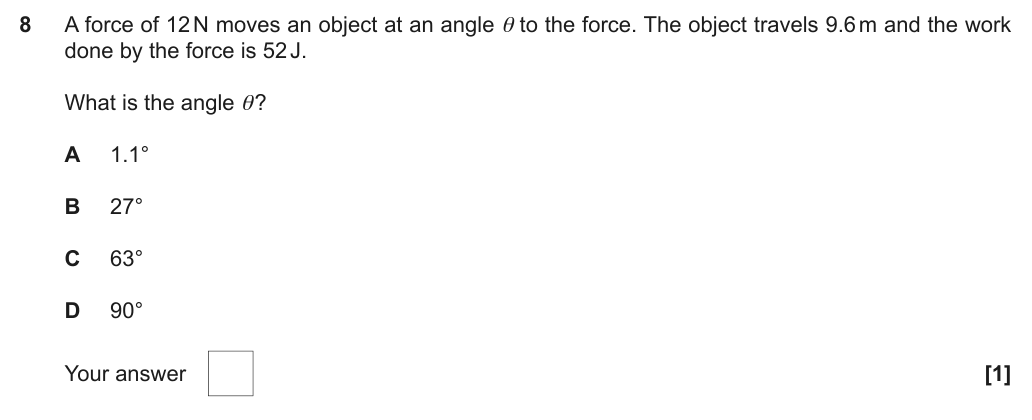 8 A force of 12 N moves an object at an angle θ to the force. The object travels 9.6 m and the work
done by the force is 52 J.
What is the angle θ?
A 1.1°
B 27°
C 63°
D 90°
Your answer [1]